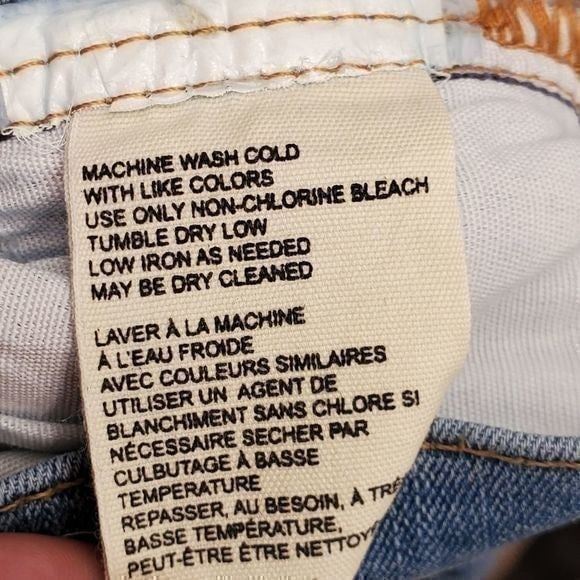 MACHINE WASH COLD
WITH LIKE COLORS
USE ONLY NON-CHLORINE BLEACH
TUMBLE DRY LOW
LOW IRON AS NEEDED
MAY BE DRY CLEANED
LAVER À LA MACHINE
À L'EAU FROIDE
AVEC COULEURS SIMILAIRES
UTILISER UN AGENT DE
BLANCHIMENT SANS CHLORE SI
NÉCESSAIRE SECHER PAR
CULBUTAGE À BASSE
TEMPERATURE
REPASSER, AU BESOIN, À
BASSE TEMPÉRATURE,
PEUT-ÊTRE ÊTRE